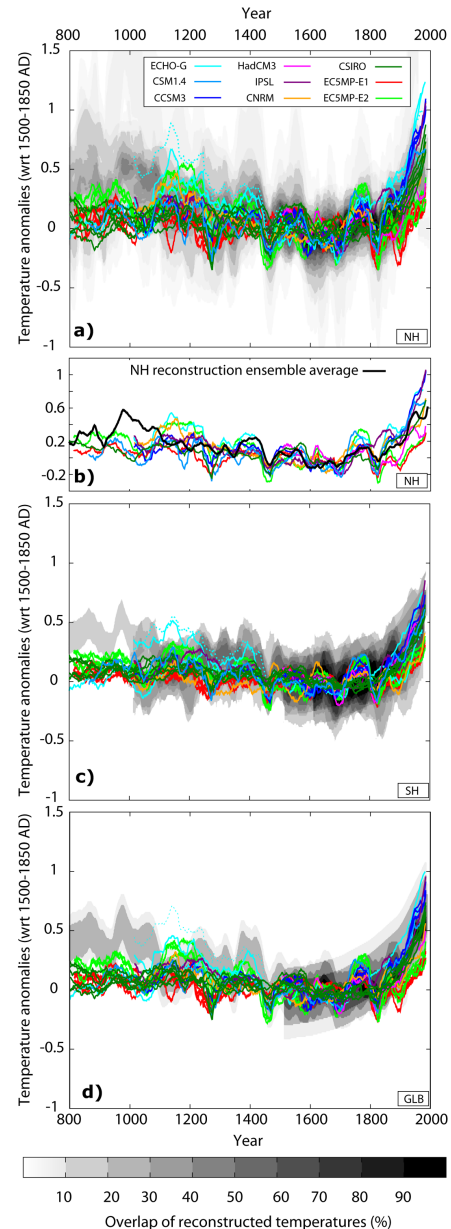 Year
800 1000 1200 1400 1600 1800 2000
Temperature anomalies (wrt 1500-1850 AD)
1.5
1
0.5
0
-0.5
-1
ECHO-G HadCM3 CSIRO
CSM1.4 IPSL EC5MP-E1
CCSM3 CNRM EC5MP-E2
a)
NH
1
0.6
0.2
-0.2
NH reconstruction ensemble average
b)
NH
Temperature anomalies (wrt 1500-1850 AD)
1.5
1
0.5
0
-0.5
-1
c)
SH
Temperature anomalies (wrt 1500-1850 AD)
1.5
1
0.5
0
-0.5
-1
d)
GLB
800 1000 1200 1400 1600 1800 2000
Year
10 20 30 40 50 60 70 80 90
Overlap of reconstructed temperatures (%)